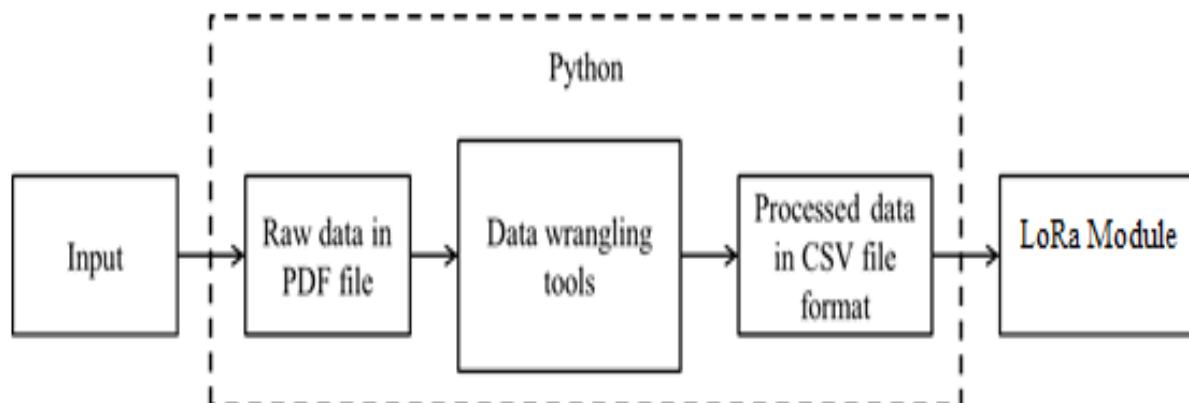 Python
Input
Raw data in
PDF file
Data wrangling
tools
Processed data
in CSV file
format
LoRa Module